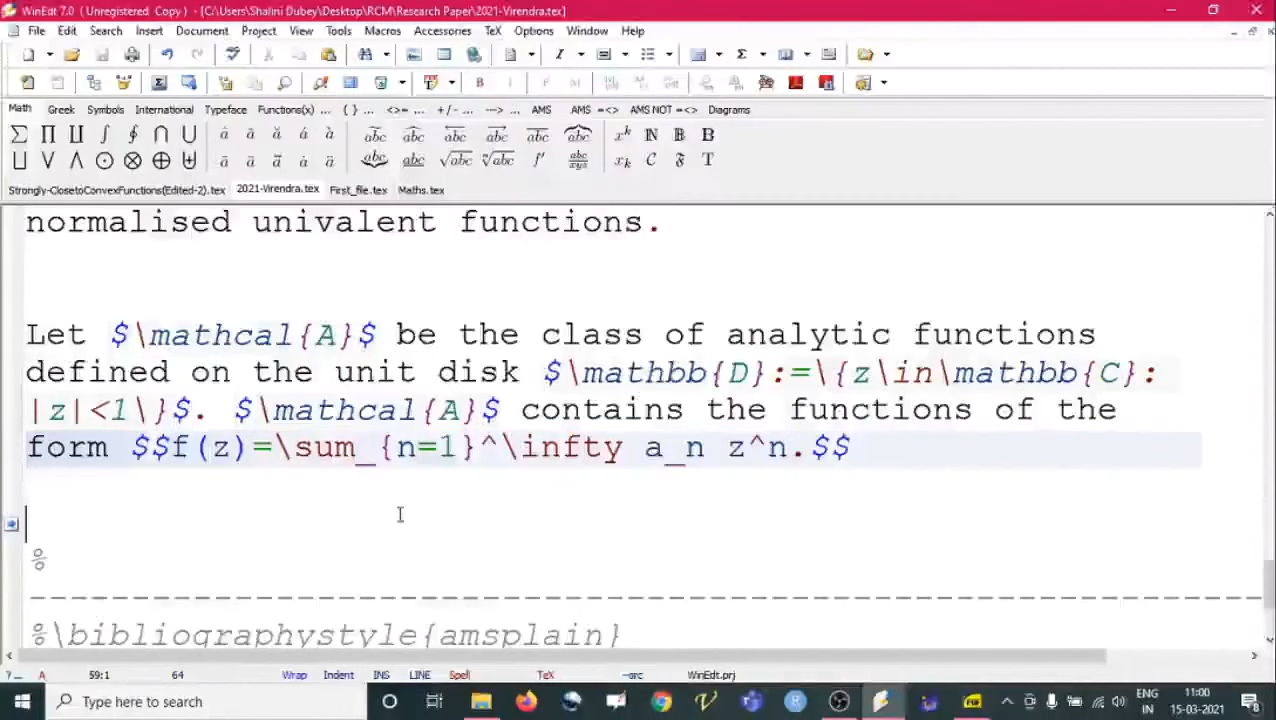 WinEdt 7.0 ( Unregistered Copy ) - [C:\Users\Shalini Dubey\Desktop\RCM\Research Paper\2021-Virendra.tex]
File Edit Search Insert Document Project View Tools Macros Accessories TeX Options Window Help
Math Greek Symbols International Typeface Functions(x) ... { } ... <>= ... +/- ... ---> ... AMS AMS =<> AMS NOT =<> Diagrams
Strongly-ClosetoConvexFunctions(Edited-2).tex 2021-Virendra.tex First_file.tex Maths.tex
normalised univalent functions.
Let $\mathcal{A}$ be the class of analytic functions
defined on the unit disk $\mathbb{D}:=\{z\in\mathbb{C}:
|z|<1\}$. $\mathcal{A}$ contains the functions of the
form $$f(z)=\sum_{n=1}^\infty a_n z^n.$$
%
------------------------------------------------------------
%\bibliographystyle{amsplain}
?... A 59:1 64 Wrap Indent INS LINE Spell TeX --src WinEdt.prj
Type here to search
ENG 11:00
IN 15-03-2021